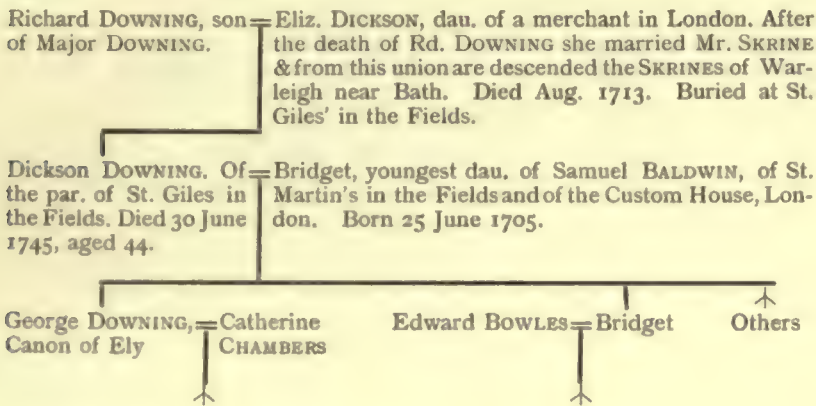 Richard DOWNING, son = Eliz. DICKSON, dau. of a merchant in London. After
of Major DOWNING. the death of Rd. DOWNING she married Mr. SKRINE
& from this union are descended the SKRINES of War-
leigh near Bath. Died Aug. 1713. Buried at St.
Giles' in the Fields.
Dickson DOWNING. Of = Bridget, youngest dau. of Samuel BALDWIN, of St.
the par. of St. Giles in Martin's in the Fields and of the Custom House, Lon-
the Fields. Died 30 June don. Born 25 June 1705.
1745, aged 44.
George DOWNING, = Catherine Edward BOWLES = Bridget Others
Canon of Ely CHAMBERS